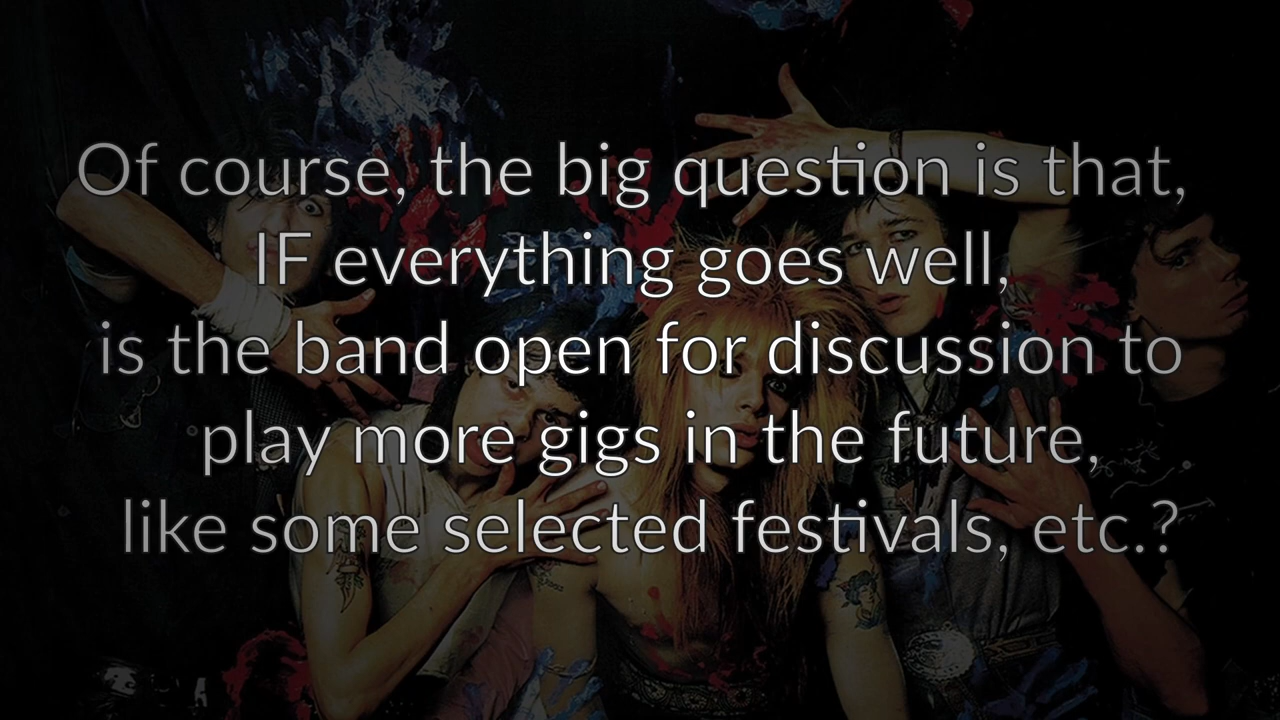 Of course, the big question is that,
IF everything goes well,
is the band open for discussion to
play more gigs in the future,
like some selected festivals, etc.?